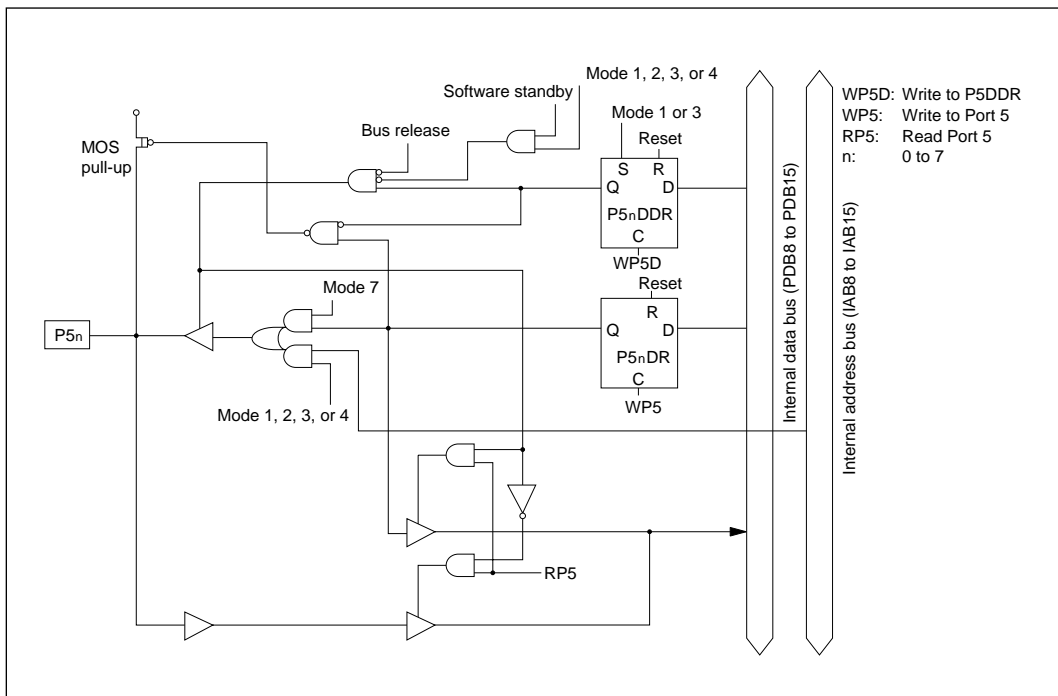 Mode 1, 2, 3, or 4
Software standby
Mode 1 or 3
Bus release
Reset
MOS
pull-up
S
R
Q
D
P5nDDR
C
WP5D
Reset
Mode 7
R
Q
D
P5nDR
C
WP5
P5n
Mode 1, 2, 3, or 4
RP5
Internal data bus (PDB8 to PDB15)
Internal address bus (IAB8 to IAB15)
WP5D: Write to P5DDR
WP5: Write to Port 5
RP5: Read Port 5
n: 0 to 7